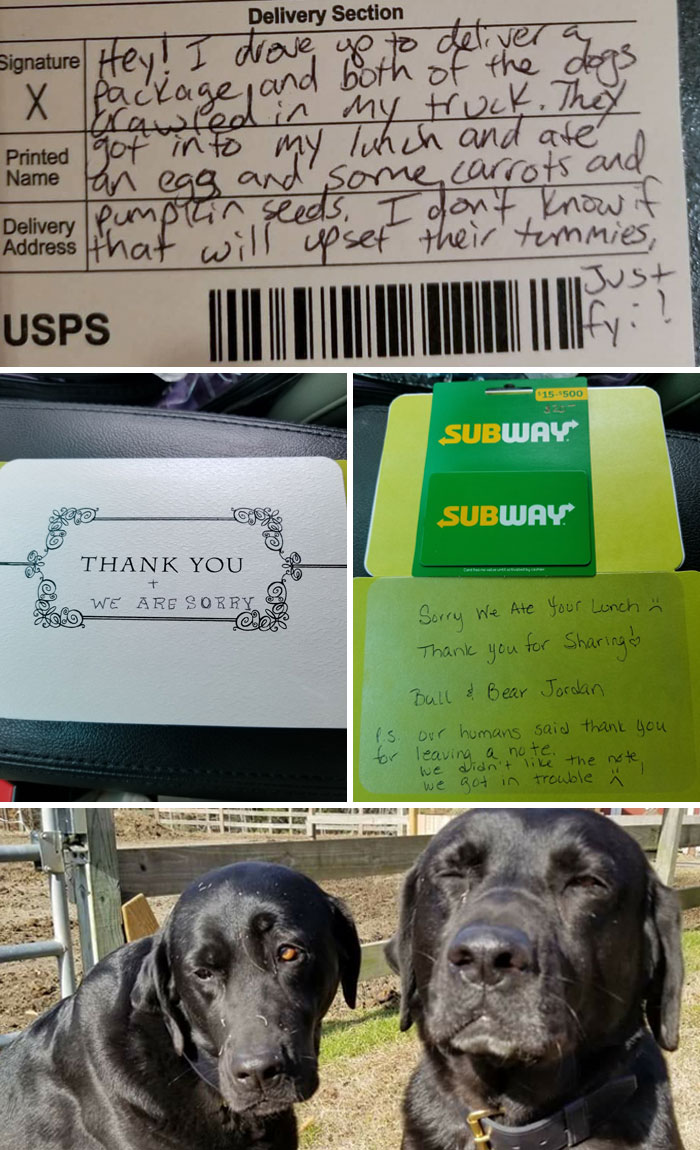 Delivery Section
Signature
X
Hey! I drove up to deliver a
package, and both of the dogs
crawled in my truck. They
Printed
Name
got into my lunch and ate
an egg and some carrots and
Delivery
Address
pumpkin seeds. I don't know if
that will upset their tummies,
Just
fyi!
USPS
THANK YOU
+
WE ARE SORRY
$15-$500
SUBWAY
SUBWAY
Sorry We Ate Your Lunch
Thank you for Sharing!
Bull & Bear Jordan
P.S. our humans said thank you
for leaving a note.
We didn't like the note,
we got in trouble